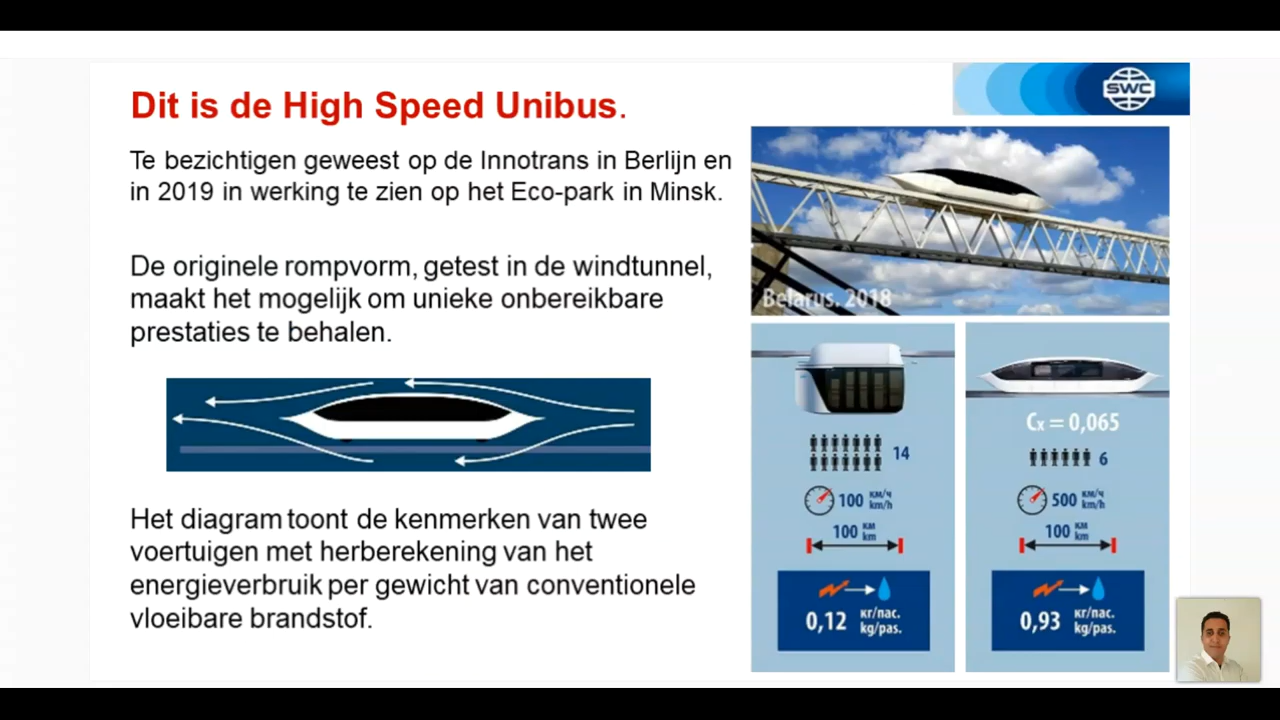 Dit is de High Speed Unibus.
SWC
Te bezichtigen geweest op de Innotrans in Berlijn en
in 2019 in werking te zien op het Eco-park in Minsk.
De originele rompvorm, getest in de windtunnel,
maakt het mogelijk om unieke onbereikbare
prestaties te behalen.
Het diagram toont de kenmerken van twee
voertuigen met herberekening van het
energieverbruik per gewicht van conventionele
vloeibare brandstof.
Belarus. 2018
14
100 км/ч km/h
100 км km
0,12 кг/пас. kg/pas.
Cx = 0,065
6
500 км/ч km/h
100 км km
0,93 кг/пас. kg/pas.